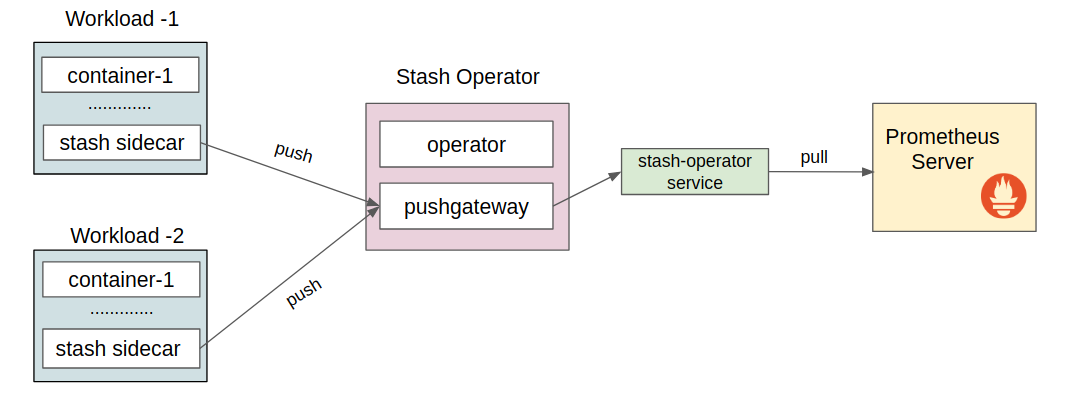 Workload -1
container-1
.............
stash sidecar
push
Stash Operator
operator
pushgateway
stash-operator
service
pull
Prometheus
Server
Workload -2
container-1
.............
stash sidecar
push